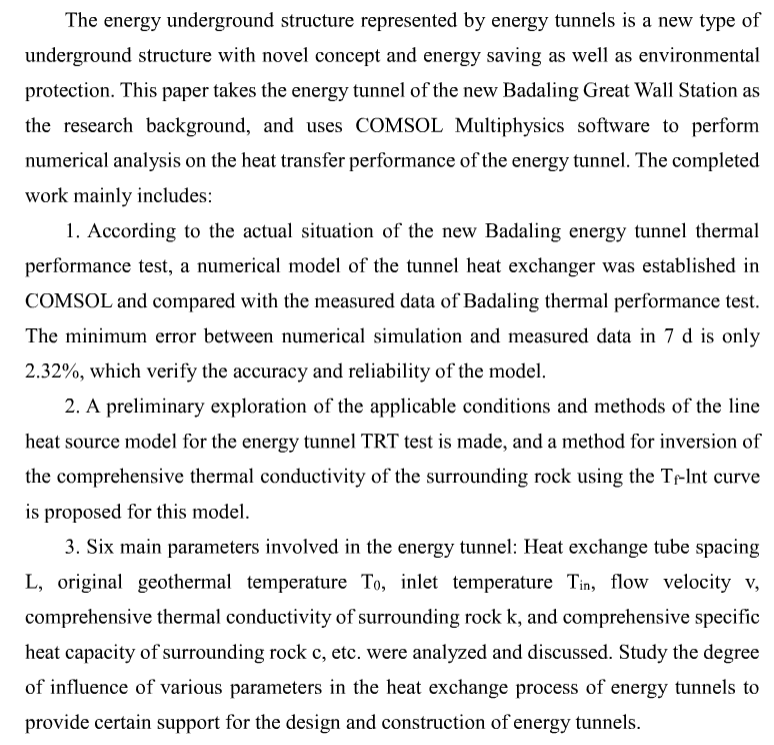 The energy underground structure represented by energy tunnels is a new type of
underground structure with novel concept and energy saving as well as environmental
protection. This paper takes the energy tunnel of the new Badaling Great Wall Station as
the research background, and uses COMSOL Multiphysics software to perform
numerical analysis on the heat transfer performance of the energy tunnel. The completed
work mainly includes:
1. According to the actual situation of the new Badaling energy tunnel thermal
performance test, a numerical model of the tunnel heat exchanger was established in
COMSOL and compared with the measured data of Badaling thermal performance test.
The minimum error between numerical simulation and measured data in 7 d is only
2.32%, which verify the accuracy and reliability of the model.
2. A preliminary exploration of the applicable conditions and methods of the line
heat source model for the energy tunnel TRT test is made, and a method for inversion of
the comprehensive thermal conductivity of the surrounding rock using the Tf-lnt curve
is proposed for this model.
3. Six main parameters involved in the energy tunnel: Heat exchange tube spacing
L, original geothermal temperature T0, inlet temperature Tin, flow velocity v,
comprehensive thermal conductivity of surrounding rock k, and comprehensive specific
heat capacity of surrounding rock c, etc. were analyzed and discussed. Study the degree
of influence of various parameters in the heat exchange process of energy tunnels to
provide certain support for the design and construction of energy tunnels.